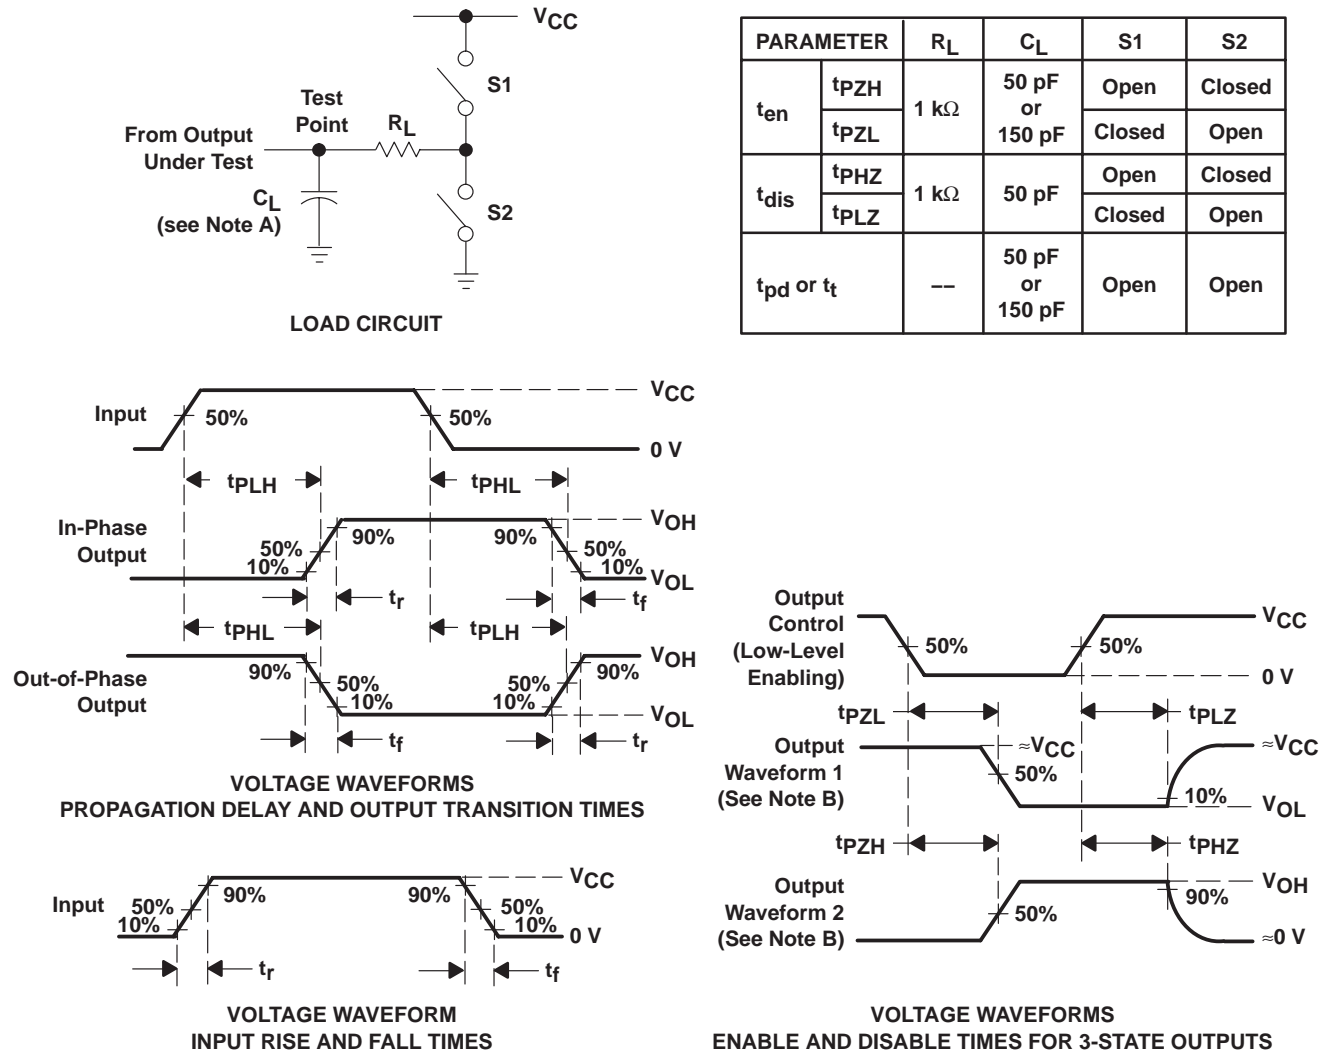 VCC
S1
Test
Point
RL
From Output
Under Test
CL
(see Note A)
S2
LOAD CIRCUIT
PARAMETER RL CL S1 S2
ten tPZH 1 kΩ 50 pF or 150 pF Open Closed
tPZL Closed Open
tdis tPHZ 1 kΩ 50 pF Open Closed
tPLZ Closed Open
tpd or tt –– 50 pF or 150 pF Open Open
VCC
Input 50% 50%
0 V
tPLH tPHL
VOH
In-Phase
Output
90% 90%
50% 50%
10% 10%
VOL
tr tf
tPHL tPLH
VOH
90% 90%
Out-of-Phase
Output
50% 50%
10% 10%
VOL
tf tr
VOLTAGE WAVEFORMS
PROPAGATION DELAY AND OUTPUT TRANSITION TIMES
VCC
90% 90%
Input 50% 50%
10% 10%
0 V
tr tf
VOLTAGE WAVEFORM
INPUT RISE AND FALL TIMES
Output
Control
(Low-Level
Enabling)
VCC
50% 50%
0 V
tPZL tPLZ
Output
Waveform 1
(See Note B)
≈VCC ≈VCC
50%
10%
VOL
tPZH tPHZ
Output
Waveform 2
(See Note B)
VOH
90%
50%
≈0 V
VOLTAGE WAVEFORMS
ENABLE AND DISABLE TIMES FOR 3-STATE OUTPUTS